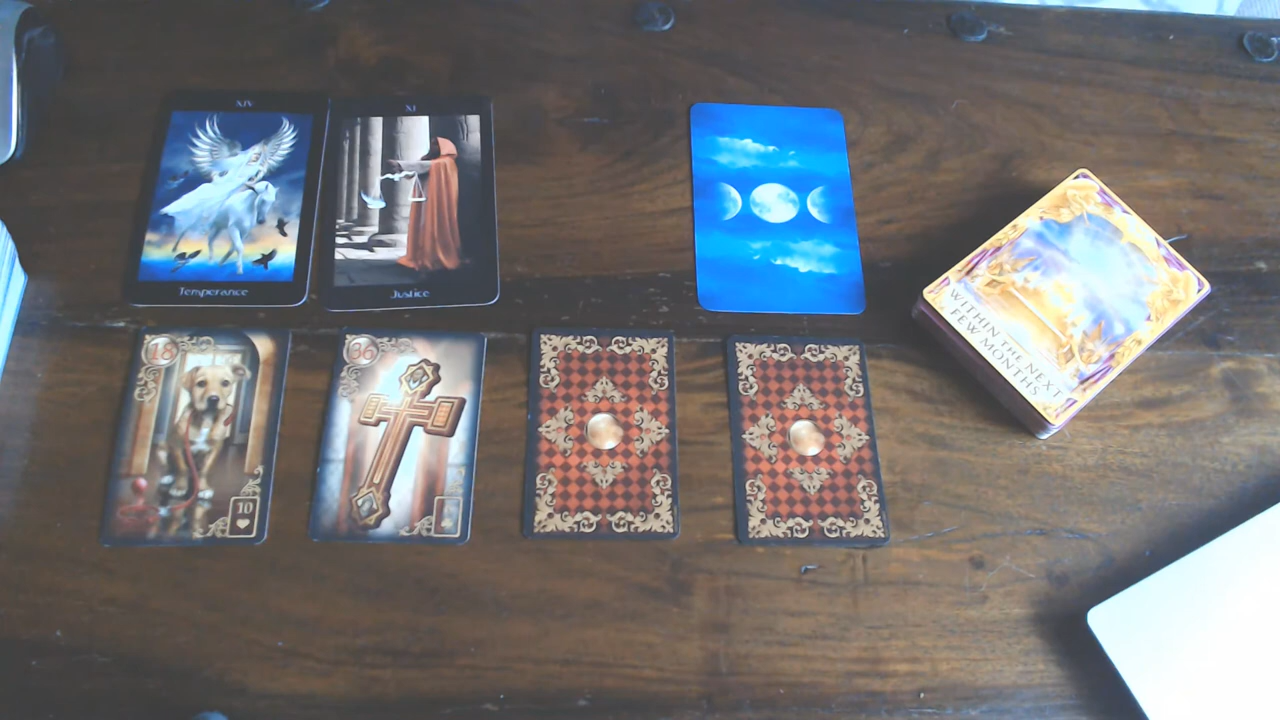 XIV
Temperance
XI
Justice
18
10
36
WITHIN THE NEXT
FEW MONTHS